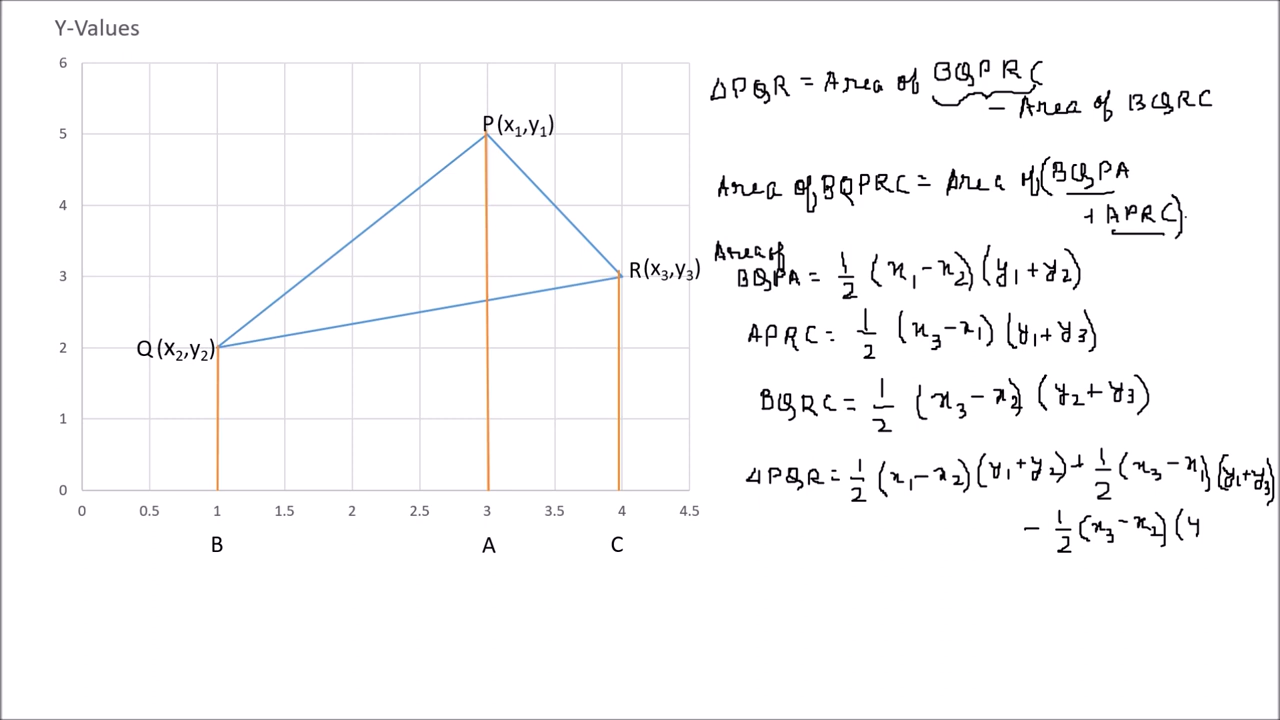 Y-Values
6
5
4
3
2
1
0
0 0.5 1 1.5 2 2.5 3 3.5 4 4.5
B A C
P(x₁,y₁)
Q(x₂,y₂)
R(x₃,y₃)
ΔPQR = Area of BQPRC
- Area of BQRC
Area of BQPRC = Area of (BQPA
+ APRC).
Area of
BQPA = 1/2 (x₁-x₂)(y₁+y₂)
APRC = 1/2 (x₃-x₁)(y₁+y₃)
BQRC = 1/2 (x₃-x₂)(y₂+y₃)
ΔPQR = 1/2 (x₁-x₂)(y₁+y₂)+ 1/2 (x₃-x₁)(y₁+y₃)
- 1/2 (x₃-x₂)(y